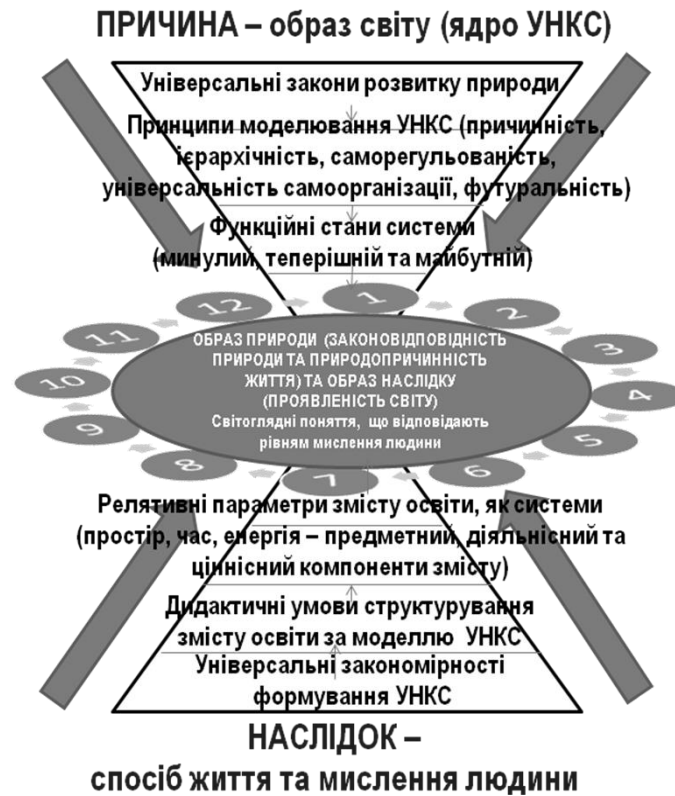 ПРИЧИНА – образ світу (ядро УНКС)
Універсальні закони розвитку природи
Принципи моделювання УНКС (причинність,
ієрархічність, саморегульованість,
універсальність самоорганізації, футуральність)
Функційні стани системи
(минулий, теперішній та майбутній)
1
2
3
4
5
6
7
8
9
10
11
12
ОБРАЗ ПРИРОДИ (ЗАКОНОВІДПОВІДНІСТЬ
ПРИРОДИ ТА ПРИРОДОПРИЧИННІСТЬ
ЖИТТЯ) ТА ОБРАЗ НАСЛІДКУ
(ПРОЯВЛЕНІСТЬ СВІТУ)
Світоглядні поняття, що відповідають
рівням мислення людини
Релятивні параметри змісту освіти, як системи
(простір, час, енергія – предметний, діяльнісний та
ціннісний компоненти змісту)
Дидактичні умови структурування
змісту освіти за моделлю УНКС
Універсальні закономірності
формування УНКС
НАСЛІДОК –
спосіб життя та мислення людини